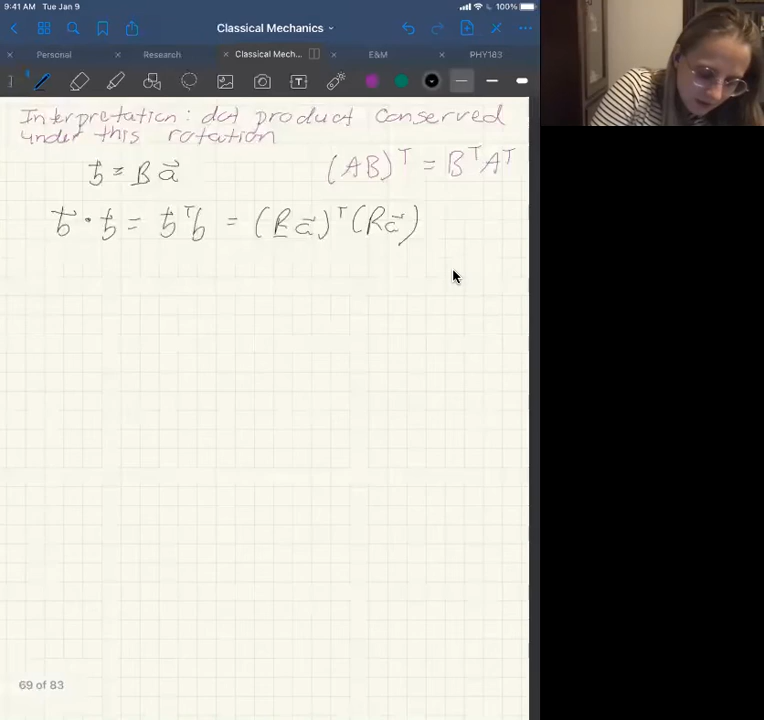 9:41 AM Tue Jan 9 100%
Classical Mechanics
Personal Research Classical Mech... E&M PHY183
Interpretation: dot product conserved
under this rotation
b⃗ = R a⃗ (AB)ᵀ = BᵀAᵀ
b⃗ · b⃗ = b⃗ᵀb = (R a⃗)ᵀ(R a⃗)
69 of 83